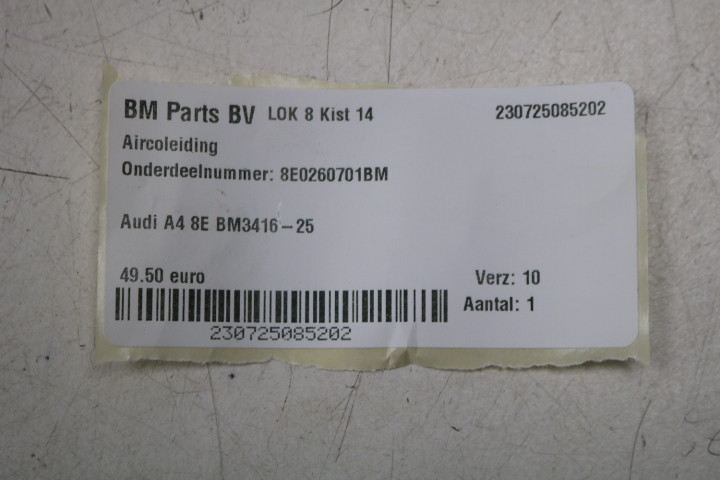 BM Parts BV LOK 8 Kist 14 230725085202
Aircoleiding
Onderdeelnummer: 8E0260701BM
Audi A4 8E BM3416-25
49.50 euro Verz: 10
Aantal: 1
230725085202